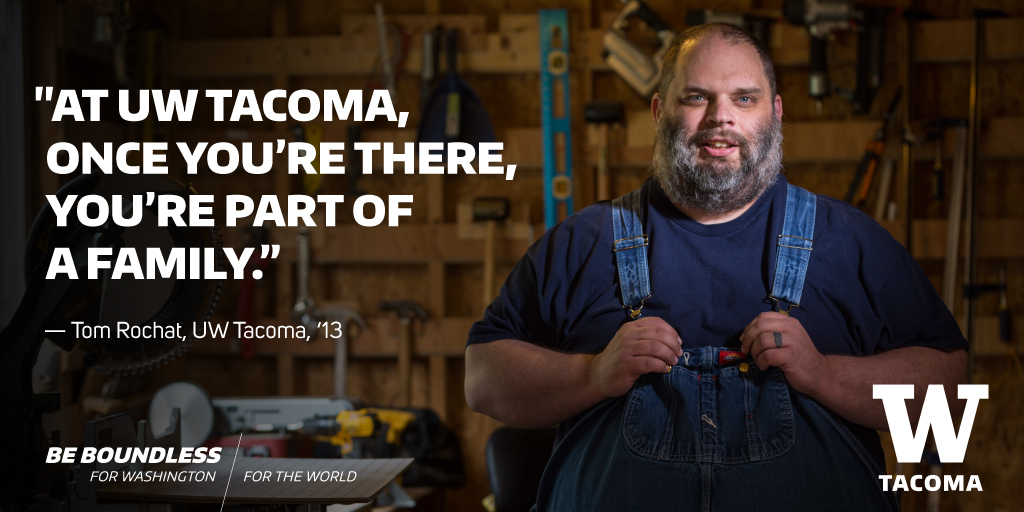 "AT UW TACOMA,
ONCE YOU'RE THERE,
YOU'RE PART OF
A FAMILY.”
— Tom Rochat, UW Tacoma, ‘13
BE BOUNDLESS
FOR WASHINGTON | FOR THE WORLD
W
TACOMA